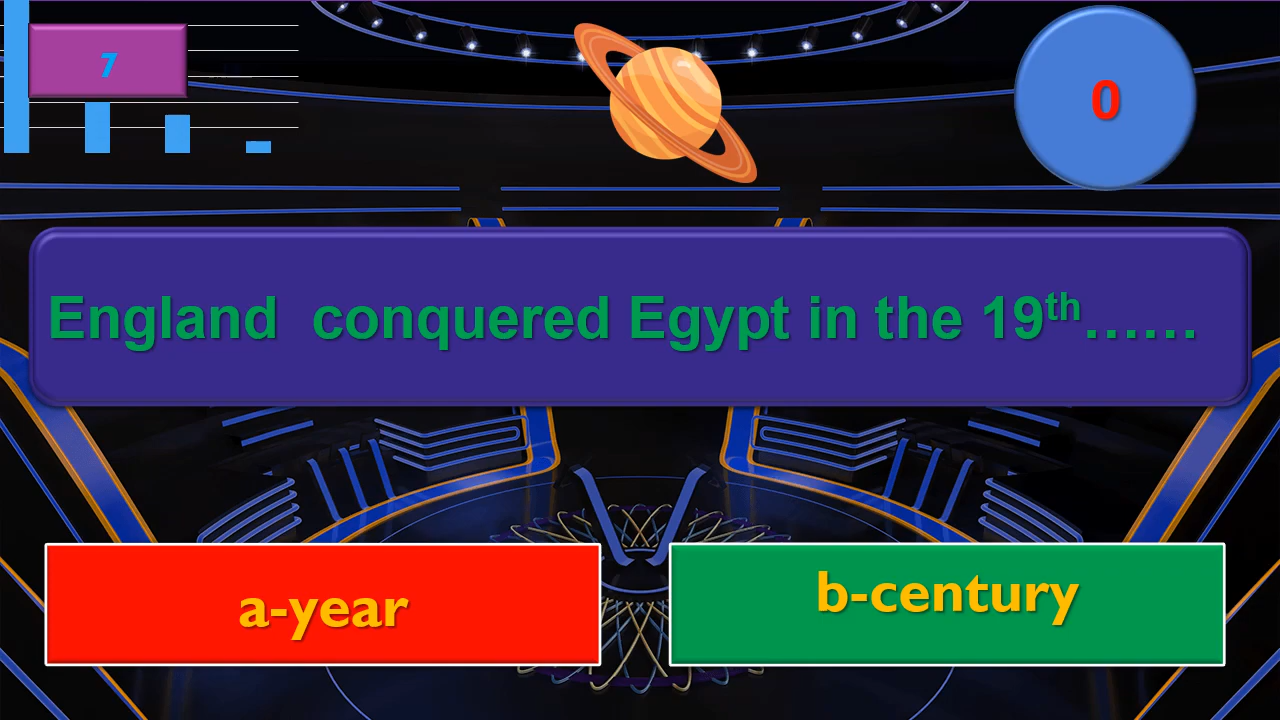 7
0
England  conquered Egypt in the 19th......
a-year
b-century